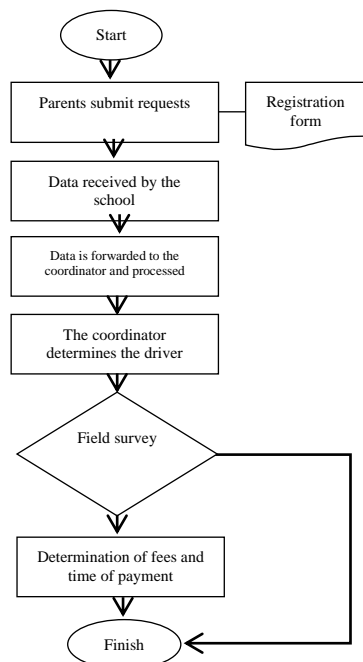 Start
Parents submit requests
Registration
form
Data received by the
school
Data is forwarded to the
coordinator and processed
The coordinator
determines the driver
Field survey
Determination of fees and
time of payment
Finish